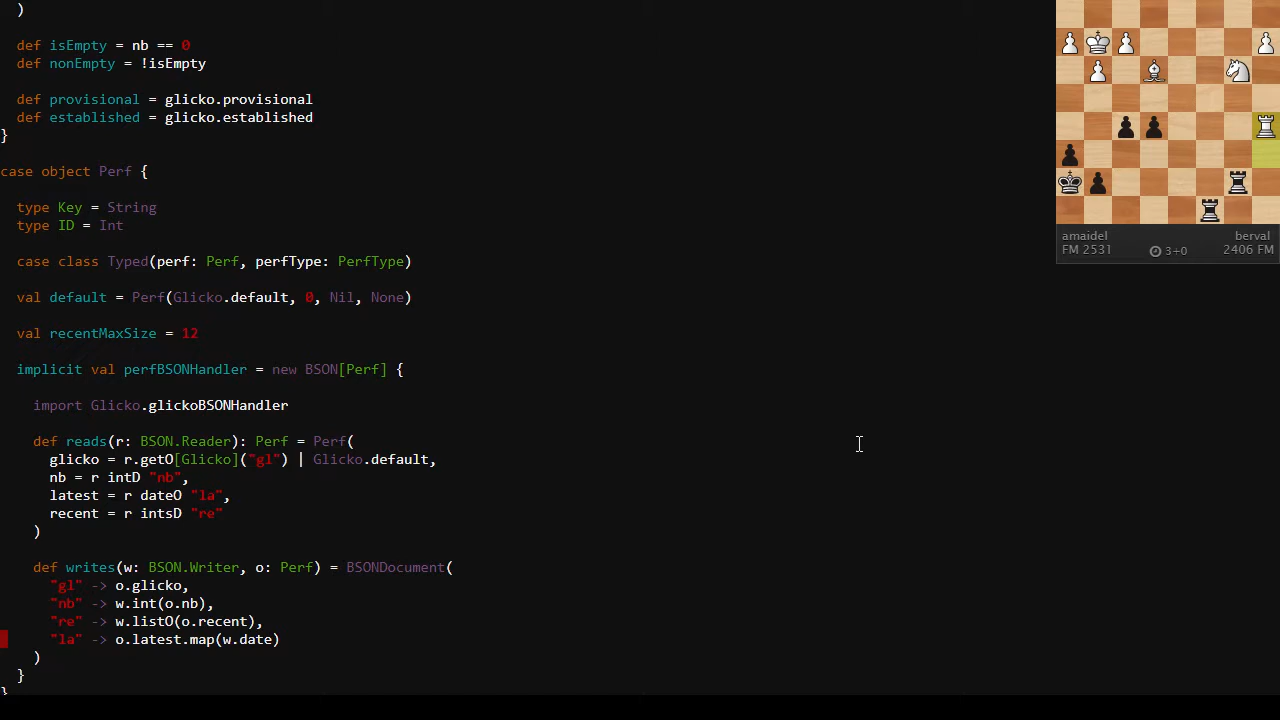 )
def isEmpty = nb == 0
def nonEmpty = !isEmpty
def provisional = glicko.provisional
def established = glicko.established
}
case object Perf {
type Key = String
type ID = Int
case class Typed(perf: Perf, perfType: PerfType)
val default = Perf(Glicko.default, 0, Nil, None)
val recentMaxSize = 12
implicit val perfBSONHandler = new BSON[Perf] {
import Glicko.glickoBSONHandler
def reads(r: BSON.Reader): Perf = Perf(
glicko = r.getO[Glicko]("gl") | Glicko.default,
nb = r intD "nb",
latest = r dateO "la",
recent = r intsD "re"
)
def writes(w: BSON.Writer, o: Perf) = BSONDocument(
"gl" -> o.glicko,
"nb" -> w.int(o.nb),
"re" -> w.listO(o.recent),
"la" -> o.latest.map(w.date)
)
}
}
amaidel berval
FM 2531 3+0 2406 FM